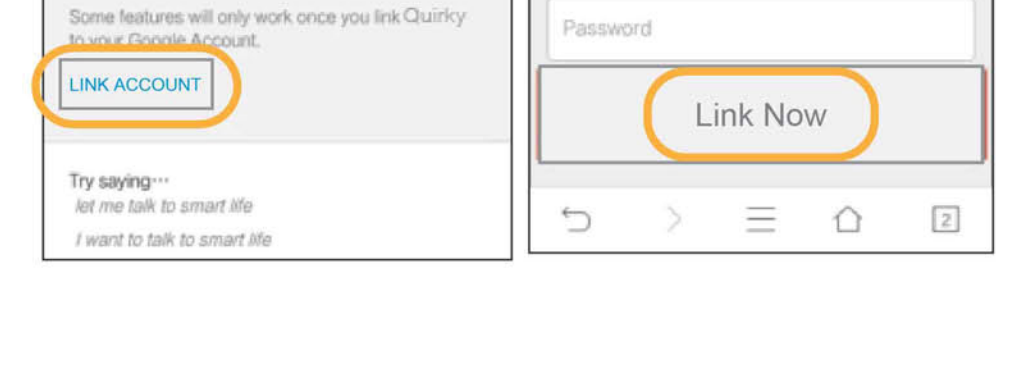 Some features will only work once you link Quirky
to your Google Account.
LINK ACCOUNT
Try saying···
let me talk to smart life
I want to talk to smart life
Password
Link Now
2